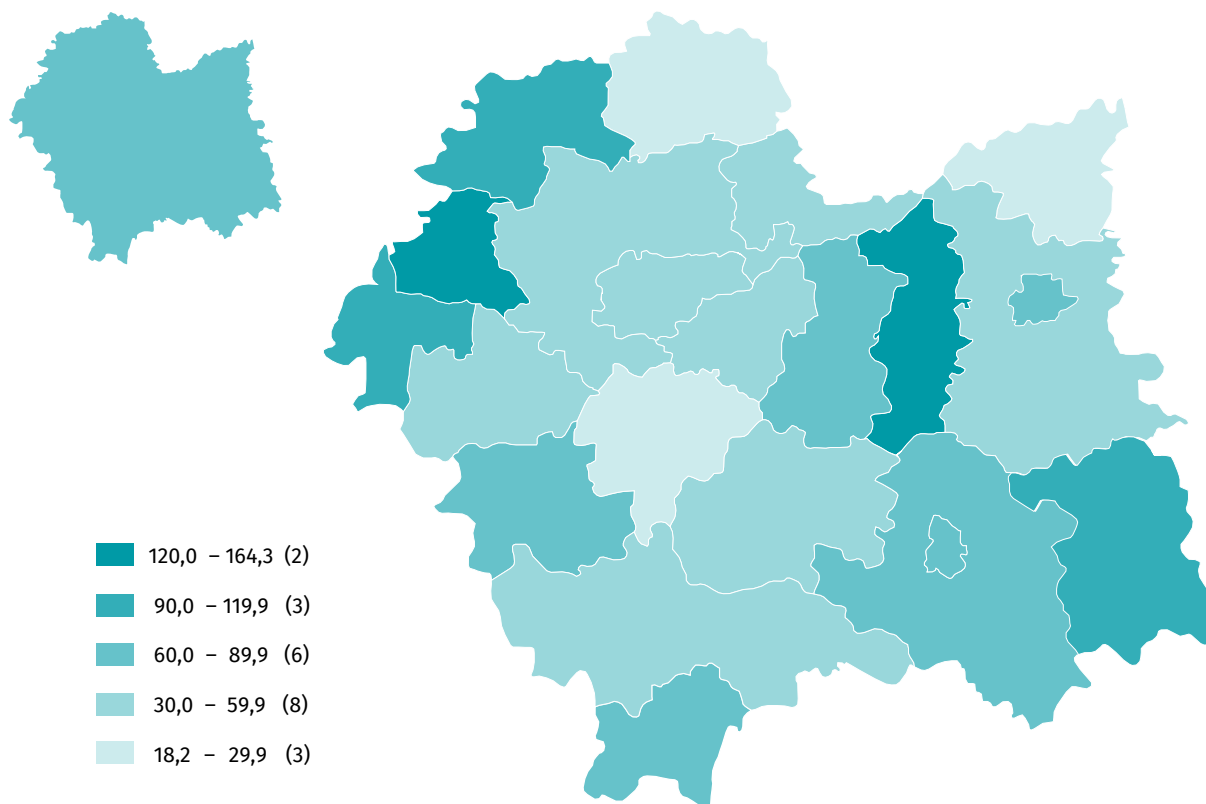 120,0 – 164,3 (2)
90,0 – 119,9 (3)
60,0 – 89,9 (6)
30,0 – 59,9 (8)
18,2 – 29,9 (3)